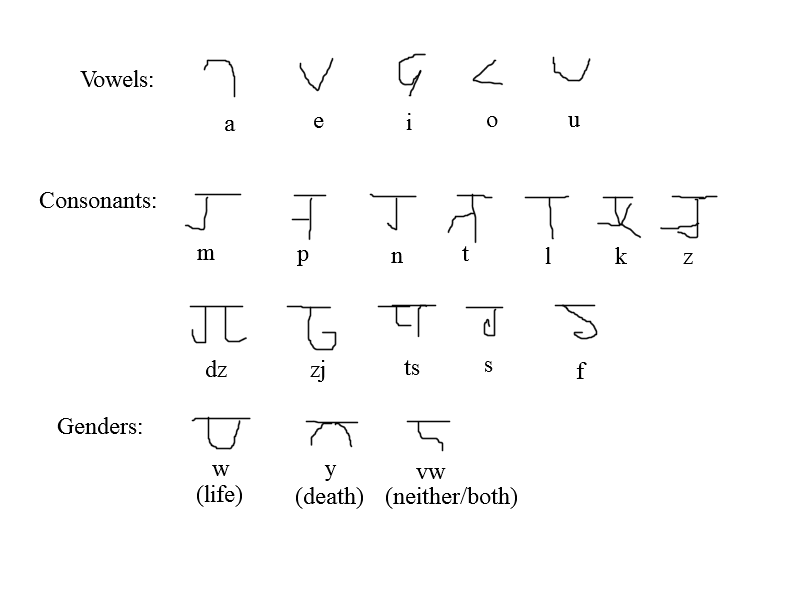 Vowels:
a e i o u
Consonants:
m p n t l k z
dz zj ts s f
Genders:
w y vw
(life) (death) (neither/both)